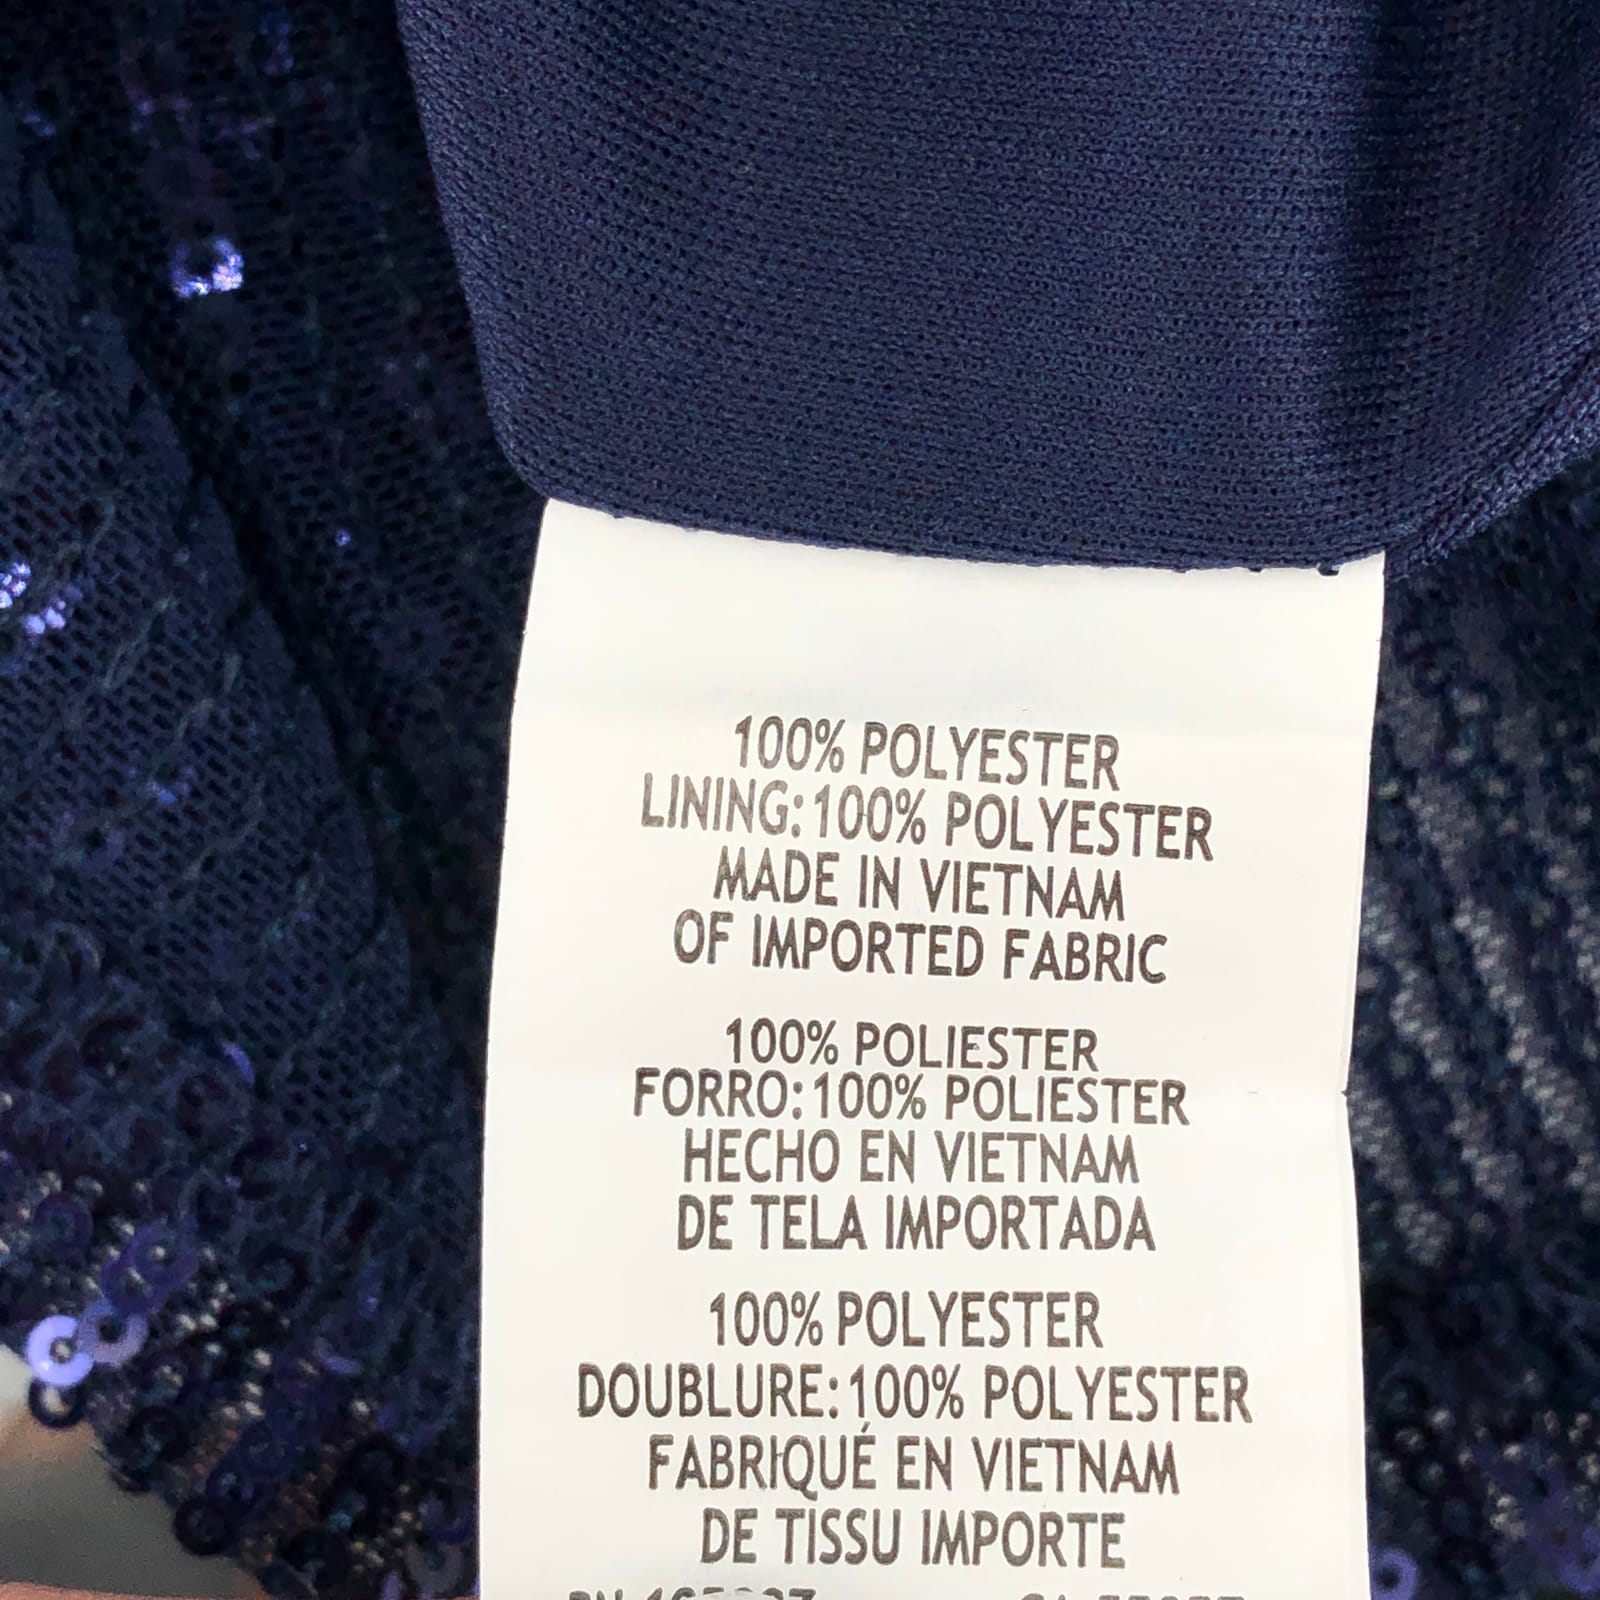 100% POLYESTER
LINING: 100% POLYESTER
MADE IN VIETNAM
OF IMPORTED FABRIC
100% POLIESTER
FORRO: 100% POLIESTER
HECHO EN VIETNAM
DE TELA IMPORTADA
100% POLYESTER
DOUBLURE: 100% POLYESTER
FABRIQUÉ EN VIETNAM
DE TISSU IMPORTE